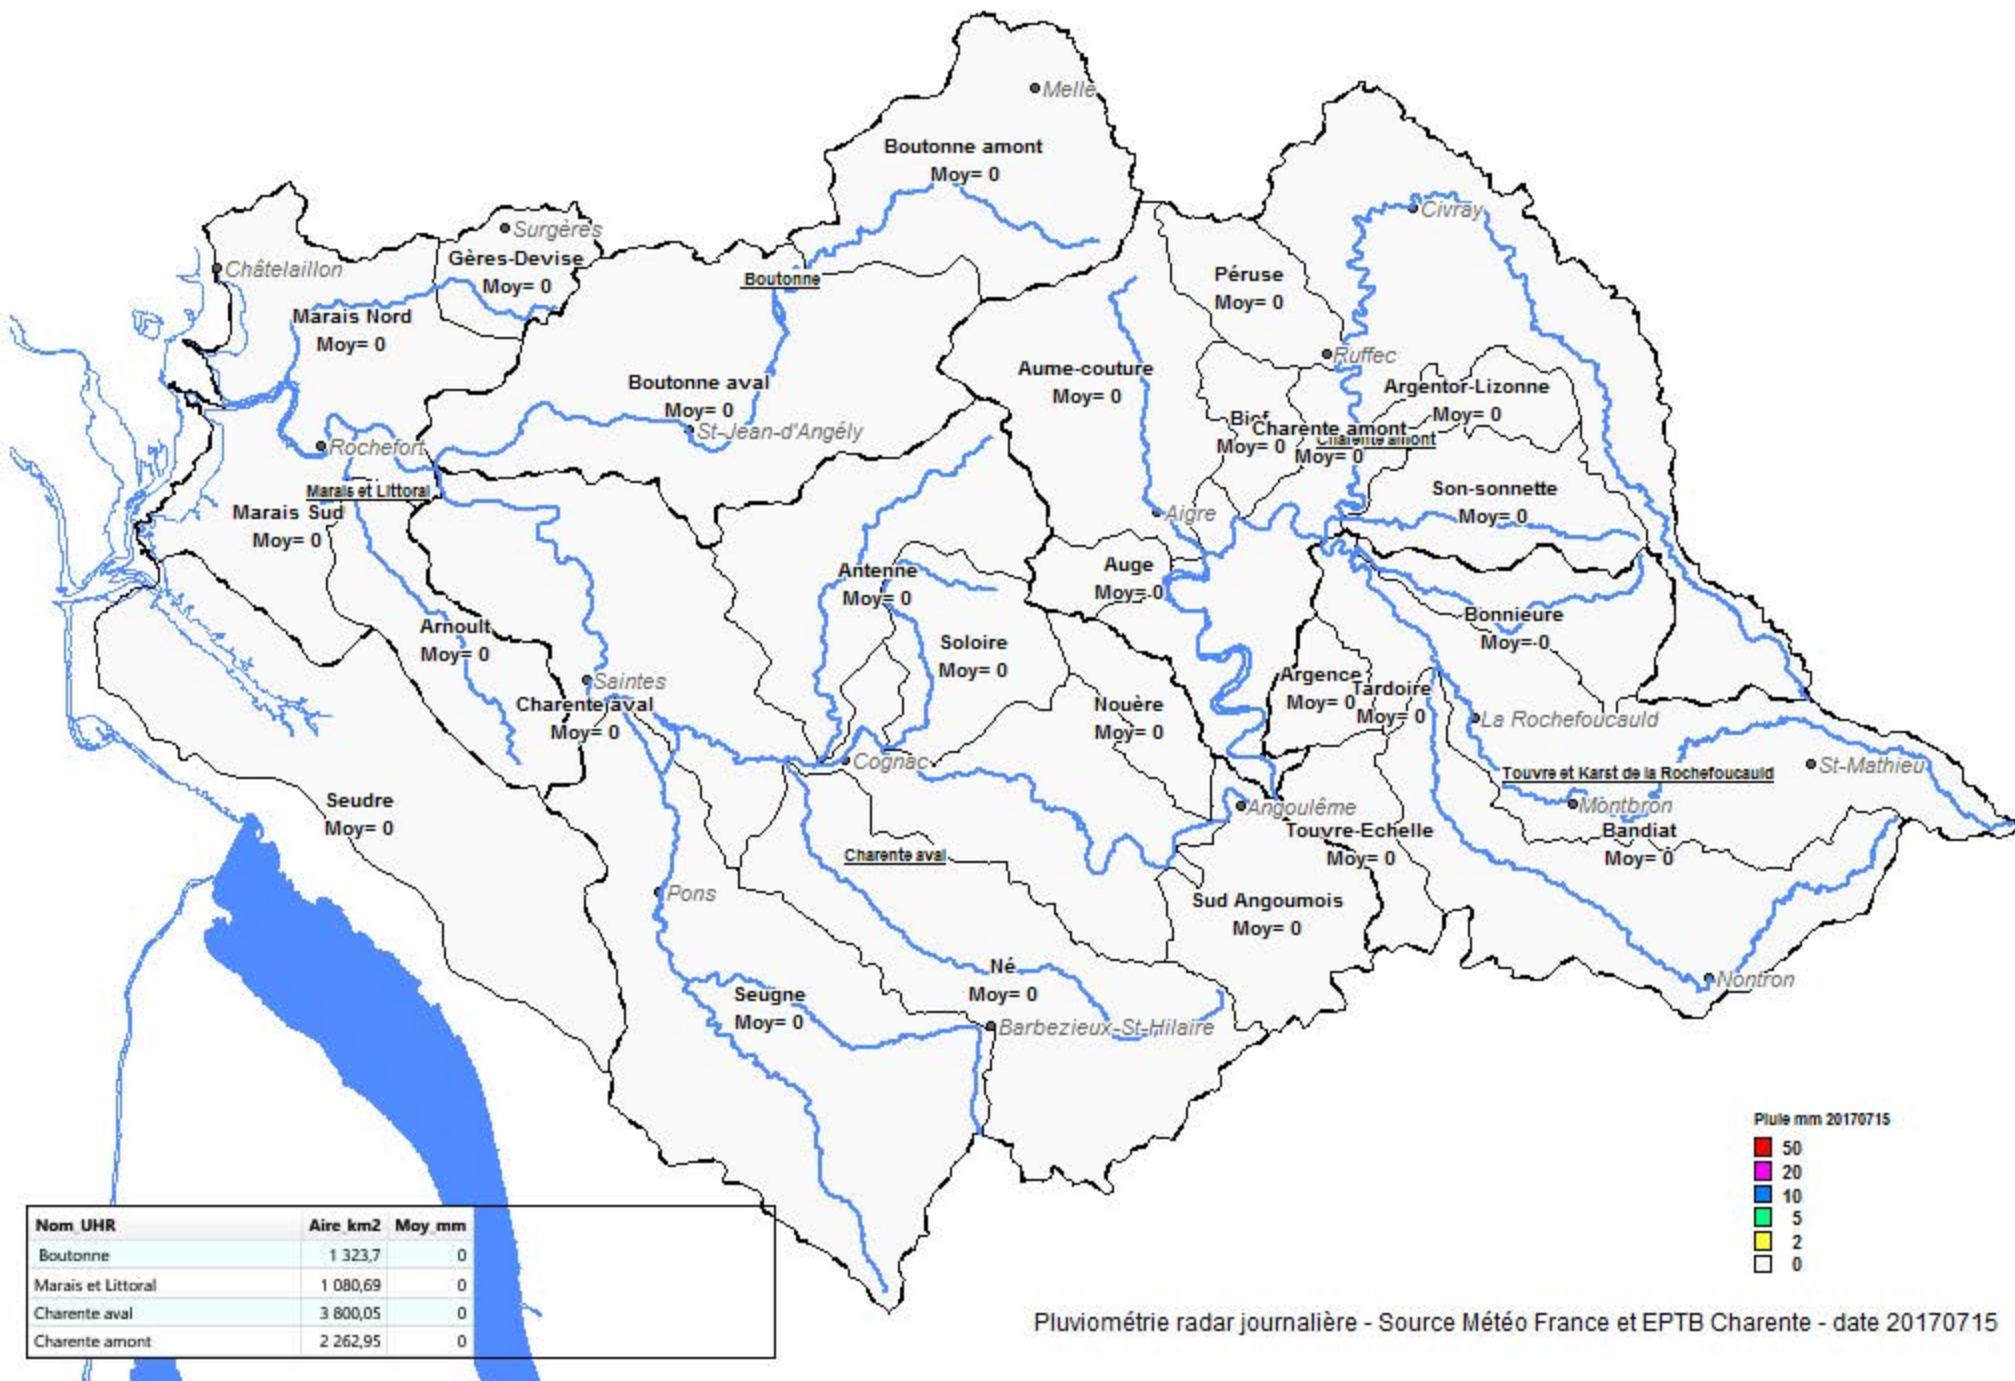 Melle
Boutonne amont
Moy= 0
Civray
Surgères
Gères-Devise
Moy= 0
Châtelaillon
Boutonne
Péruse
Moy= 0
Marais Nord
Moy= 0
Ruffec
Aume-couture
Moy= 0
Boutonne aval
Moy= 0
Argentor-Lizonne
Moy= 0
St-Jean-d'Angély
Bief
Moy= 0
Charente amont
Charente amont
Moy= 0
Rochefort
Marais et Littoral
Marais Sud
Moy= 0
Son-sonnette
Moy= 0
Aigre
Antenne
Moy= 0
Auge
Moy= 0
Bonnieure
Moy= 0
Arnoult
Moy= 0
Soloire
Moy= 0
Saintes
Charente aval
Moy= 0
Nouère
Moy= 0
Argence
Moy= 0
Tardoire
Moy= 0
La Rochefoucauld
Cognac
Touvre et Karst de la Rochefoucauld
St-Mathieu
Seudre
Moy= 0
Angoulême
Montbron
Touvre-Echelle
Moy= 0
Bandiat
Moy= 0
Charente aval
Pons
Sud Angoumois
Moy= 0
Né
Moy= 0
Nontron
Seugne
Moy= 0
Barbezieux-St-Hilaire
Pluie mm 20170715
50
20
10
5
2
0
Nom_UHR Aire_km2 Moy_mm
Boutonne 1 323,7 0
Marais et Littoral 1 080,69 0
Charente aval 3 800,05 0
Charente amont 2 262,95 0
Pluviométrie radar journalière - Source Météo France et EPTB Charente - date 20170715